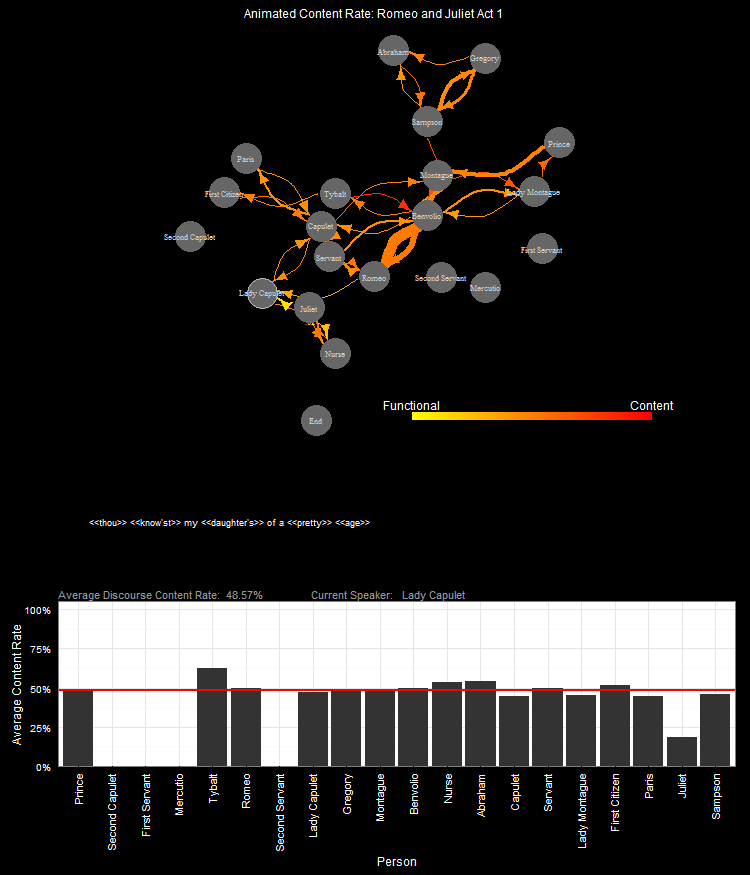 Animated Content Rate: Romeo and Juliet Act 1
Abraham
Gregory
Sampson
Prince
Paris
Montague
First Citizen
Tybalt
Lady Montague
Benvolio
Capulet
Second Capulet
First Servant
Servant
Romeo
Second Servant
Mercutio
Lady Capulet
Juliet
Nurse
Functional
Content
End
<<thou>> <<know'st>> my <<daughter's>> of a <<pretty>> <<age>>
Average Discourse Content Rate: 48.57%
Current Speaker: Lady Capulet
100%
75%
50%
25%
0%
Average Content Rate
Prince
Second Capulet
First Servant
Mercutio
Tybalt
Romeo
Second Servant
Lady Capulet
Gregory
Montague
Benvolio
Nurse
Abraham
Capulet
Servant
Lady Montague
First Citizen
Paris
Juliet
Sampson
Person